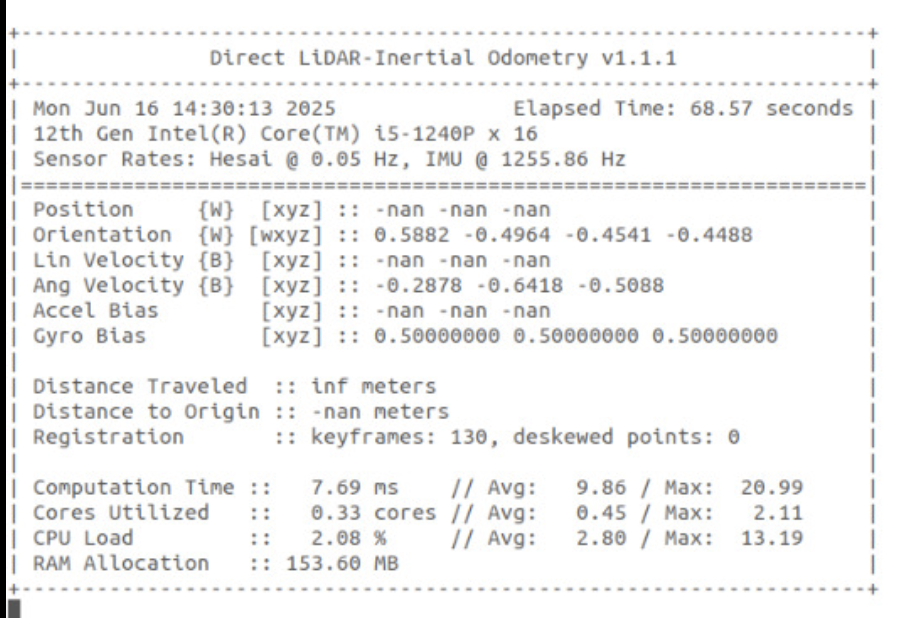 Direct LiDAR-Inertial Odometry v1.1.1
Mon Jun 16 14:30:13 2025 Elapsed Time: 68.57 seconds
12th Gen Intel(R) Core(TM) i5-1240P x 16
Sensor Rates: Hesai @ 0.05 Hz, IMU @ 1255.86 Hz
Position {W} [xyz] :: -nan -nan -nan
Orientation {W} [wxyz] :: 0.5882 -0.4964 -0.4541 -0.4488
Lin Velocity {B} [xyz] :: -nan -nan -nan
Ang Velocity {B} [xyz] :: -0.2878 -0.6418 -0.5088
Accel Bias [xyz] :: -nan -nan -nan
Gyro Bias [xyz] :: 0.50000000 0.50000000 0.50000000
Distance Traveled :: inf meters
Distance to Origin :: -nan meters
Registration :: keyframes: 130, deskewed points: 0
Computation Time :: 7.69 ms // Avg: 9.86 / Max: 20.99
Cores Utilized :: 0.33 cores // Avg: 0.45 / Max: 2.11
CPU Load :: 2.08 % // Avg: 2.80 / Max: 13.19
RAM Allocation :: 153.60 MB